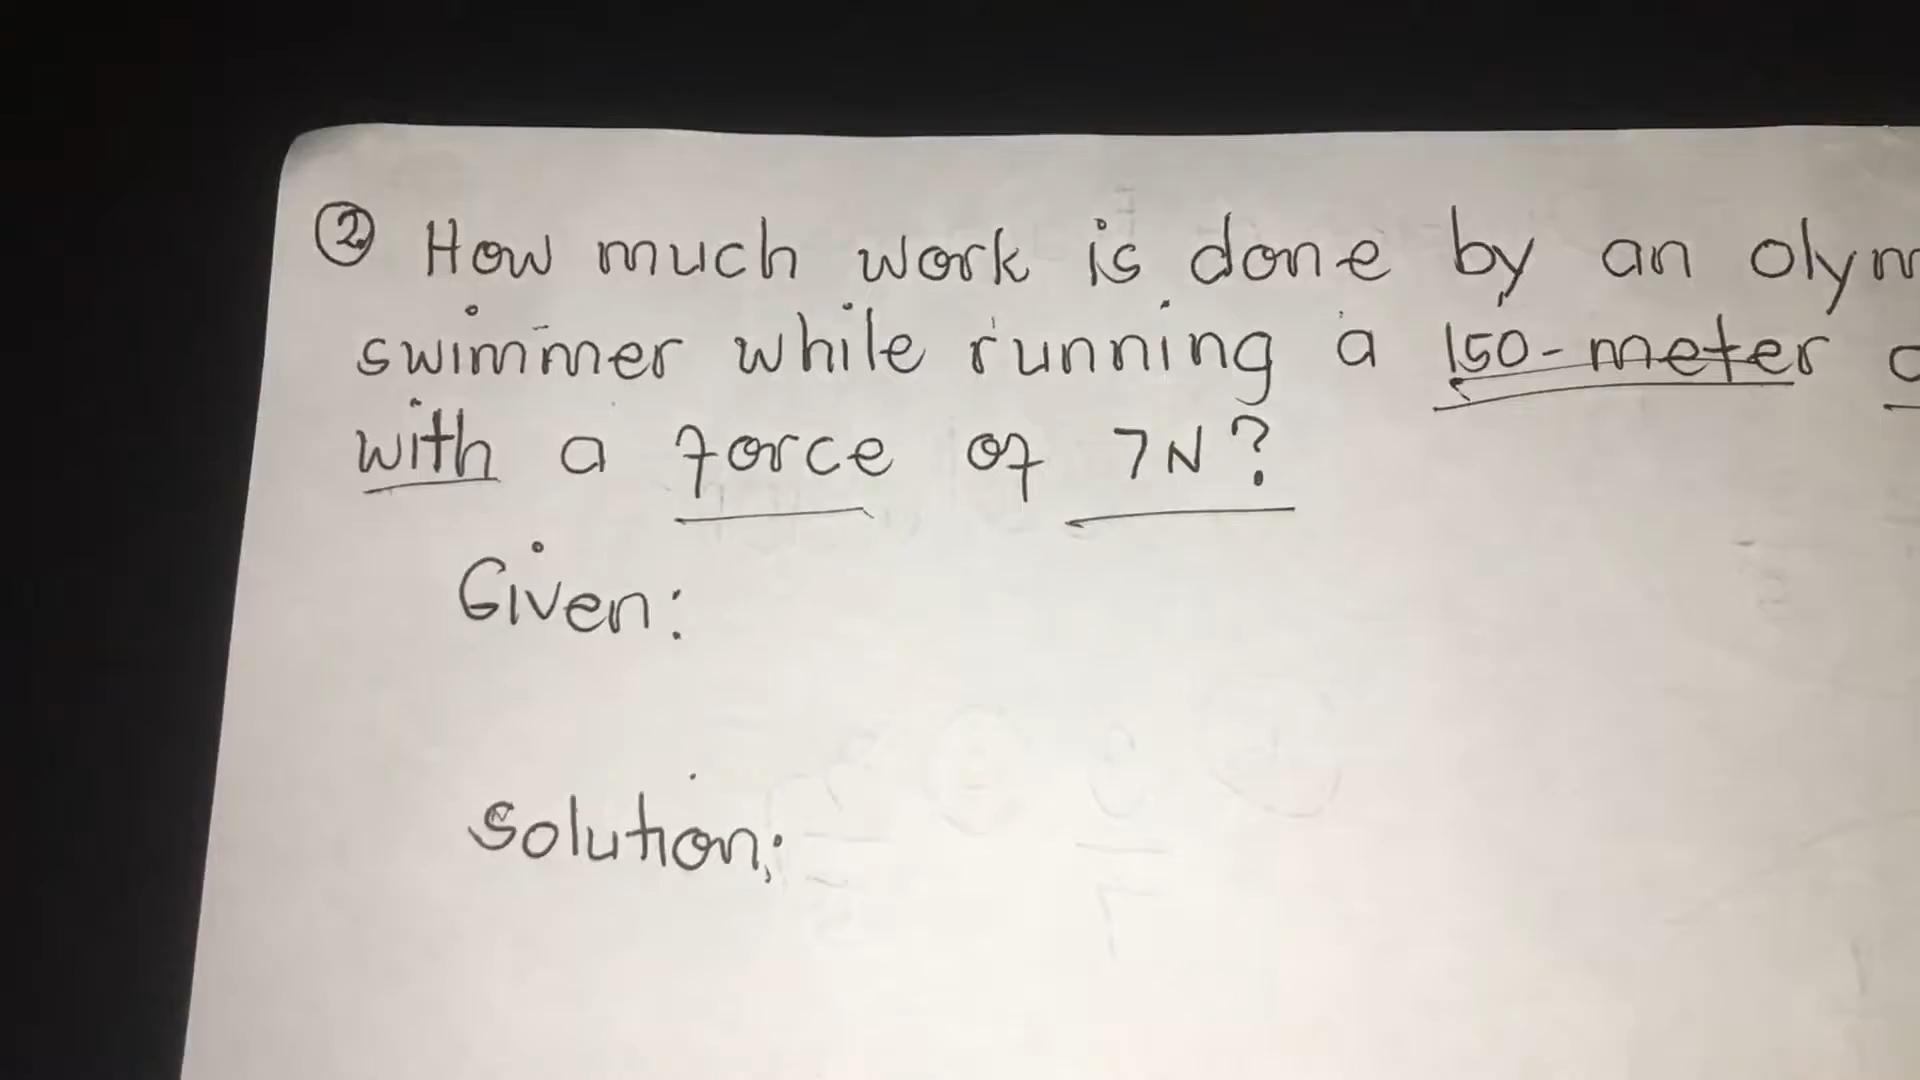 ② How much work is done by an olym
swimmer while running a 150-meter
with a force of 7N?
Given:
Solution: